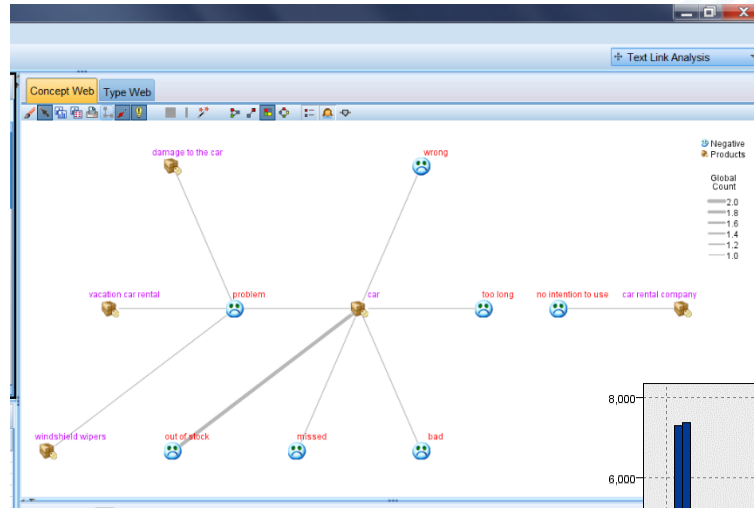 Text Link Analysis
Concept Web Type Web
damage to the car
wrong
Negative
Products
Global
Count
2.0
1.8
1.6
1.4
1.2
1.0
vacation car rental
problem
car
too long
no intention to use
car rental company
windshield wipers
out of stock
missed
bad
8,000
6,000